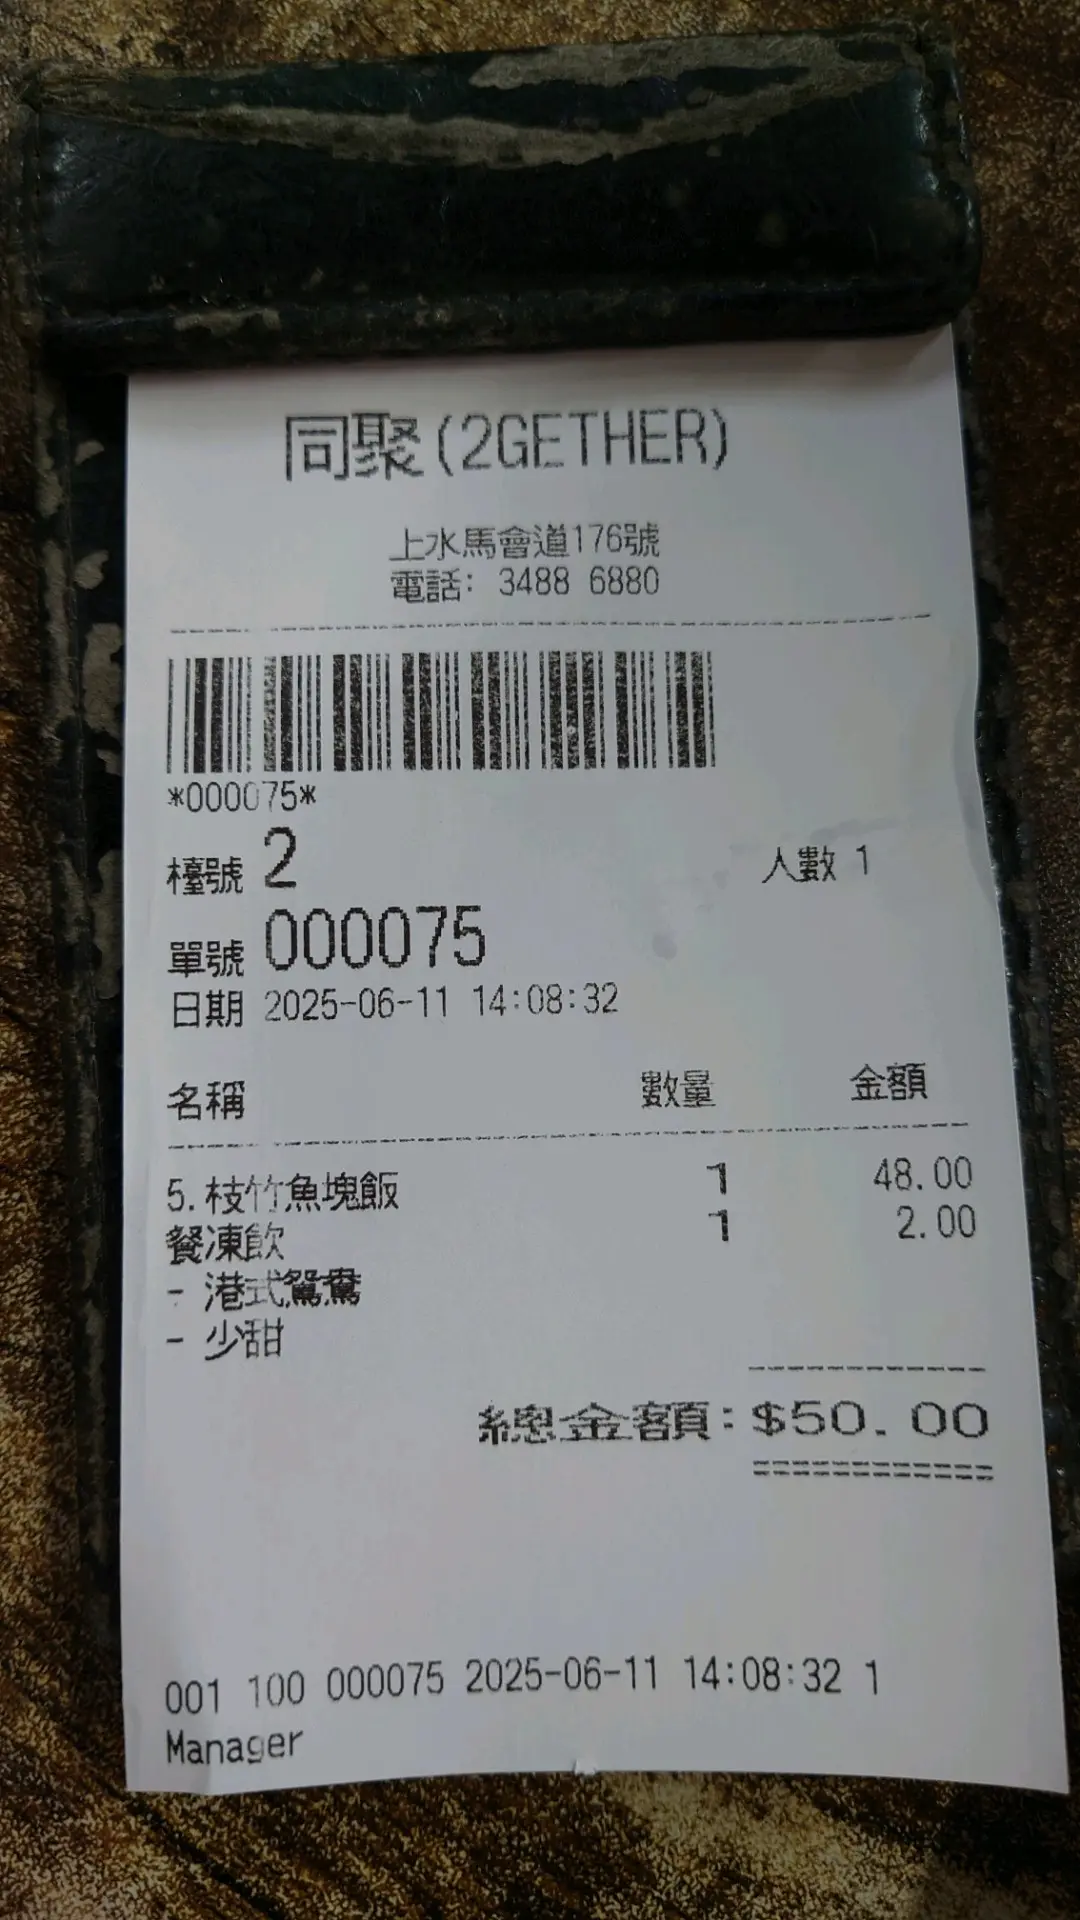 同聚(2GETHER)
上水馬會道176號
電話: 3488 6880
*000075*
檯號 2 人數 1
單號 000075
日期 2025-06-11 14:08:32
名稱 數量 金額
5.枝竹魚塊飯 1 48.00
餐凍飲 1 2.00
- 港式鴛鴦
- 少甜
總金額:$50.00
001 100 000075 2025-06-11 14:08:32 1
Manager